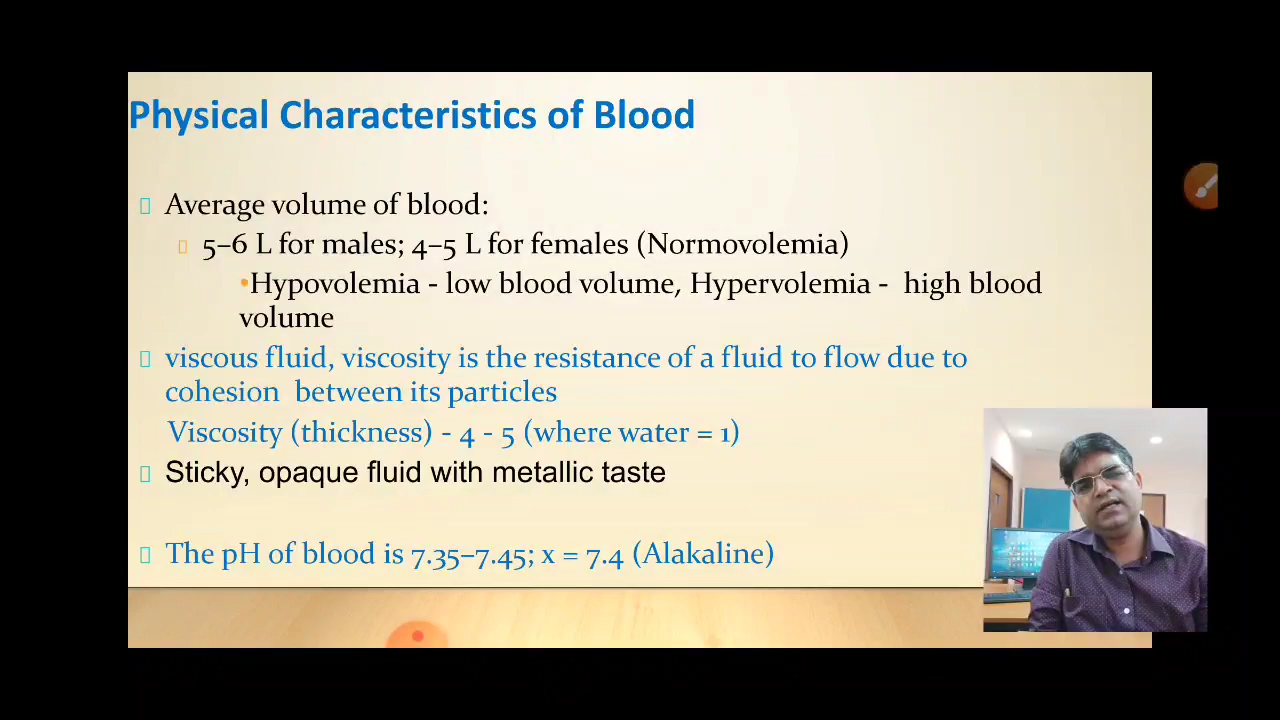 Physical Characteristics of Blood
Average volume of blood:
5–6 L for males; 4–5 L for females (Normovolemia)
•Hypovolemia - low blood volume, Hypervolemia - high blood
volume
viscous fluid, viscosity is the resistance of a fluid to flow due to
cohesion between its particles
Viscosity (thickness) - 4 - 5 (where water = 1)
Sticky, opaque fluid with metallic taste
The pH of blood is 7.35–7.45; x = 7.4 (Alakaline)